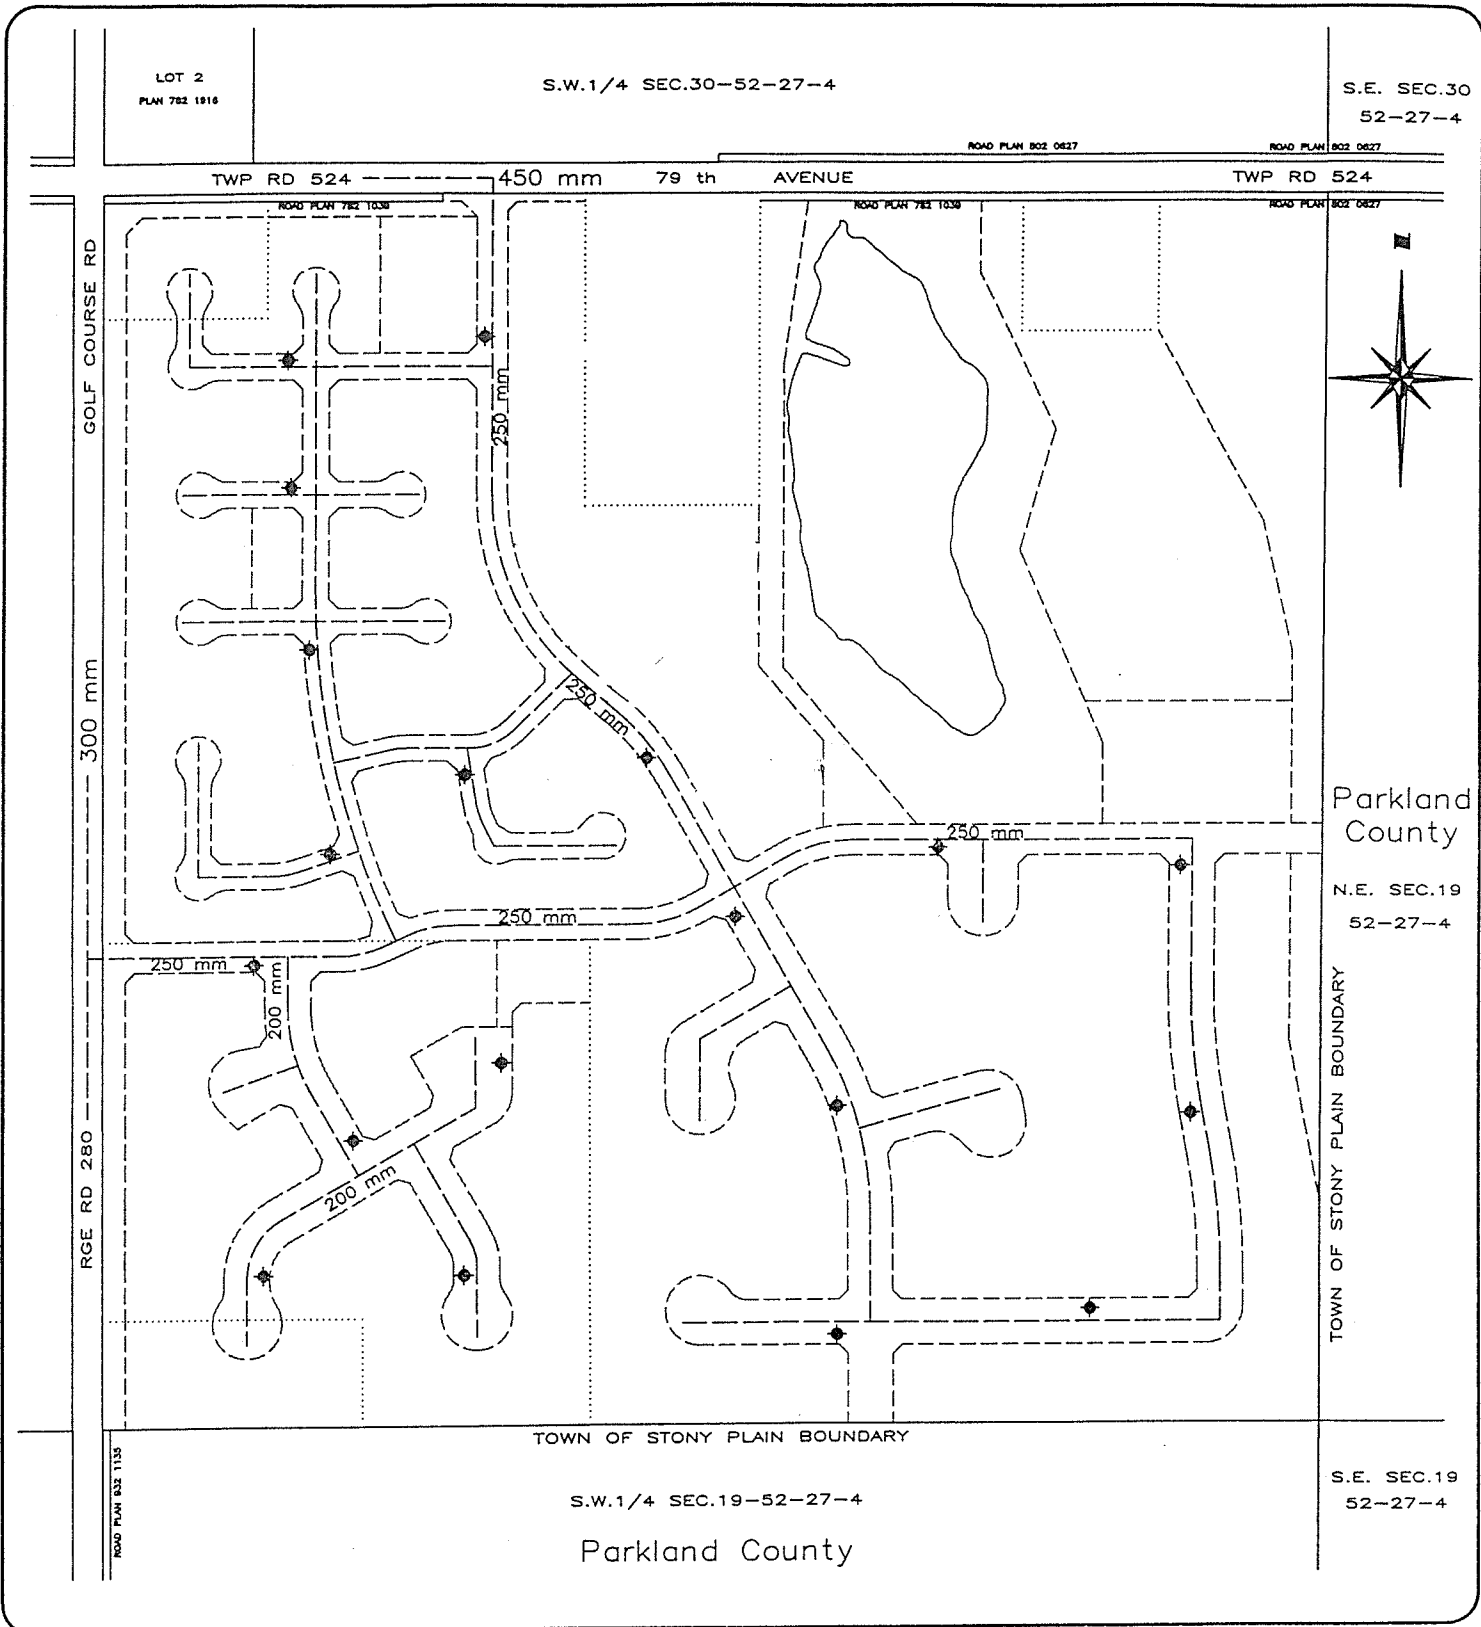 LOT 2
PLAN 782 1916
S.W.1/4 SEC.30-52-27-4
S.E. SEC.30
52-27-4
ROAD PLAN 802 0627
ROAD PLAN 802 0627
TWP RD 524
450 mm
79 th
AVENUE
TWP RD 524
ROAD PLAN 782 1039
ROAD PLAN 782 1039
ROAD PLAN 802 0627
N
GOLF COURSE RD
250 mm
300 mm
250 mm
250 mm
Parkland
County
N.E. SEC.19
52-27-4
250 mm
250 mm
200 mm
TOWN OF STONY PLAIN BOUNDARY
RGE RD 280
200 mm
TOWN OF STONY PLAIN BOUNDARY
ROAD PLAN 932 1135
S.W.1/4 SEC.19-52-27-4
S.E. SEC.19
52-27-4
Parkland County